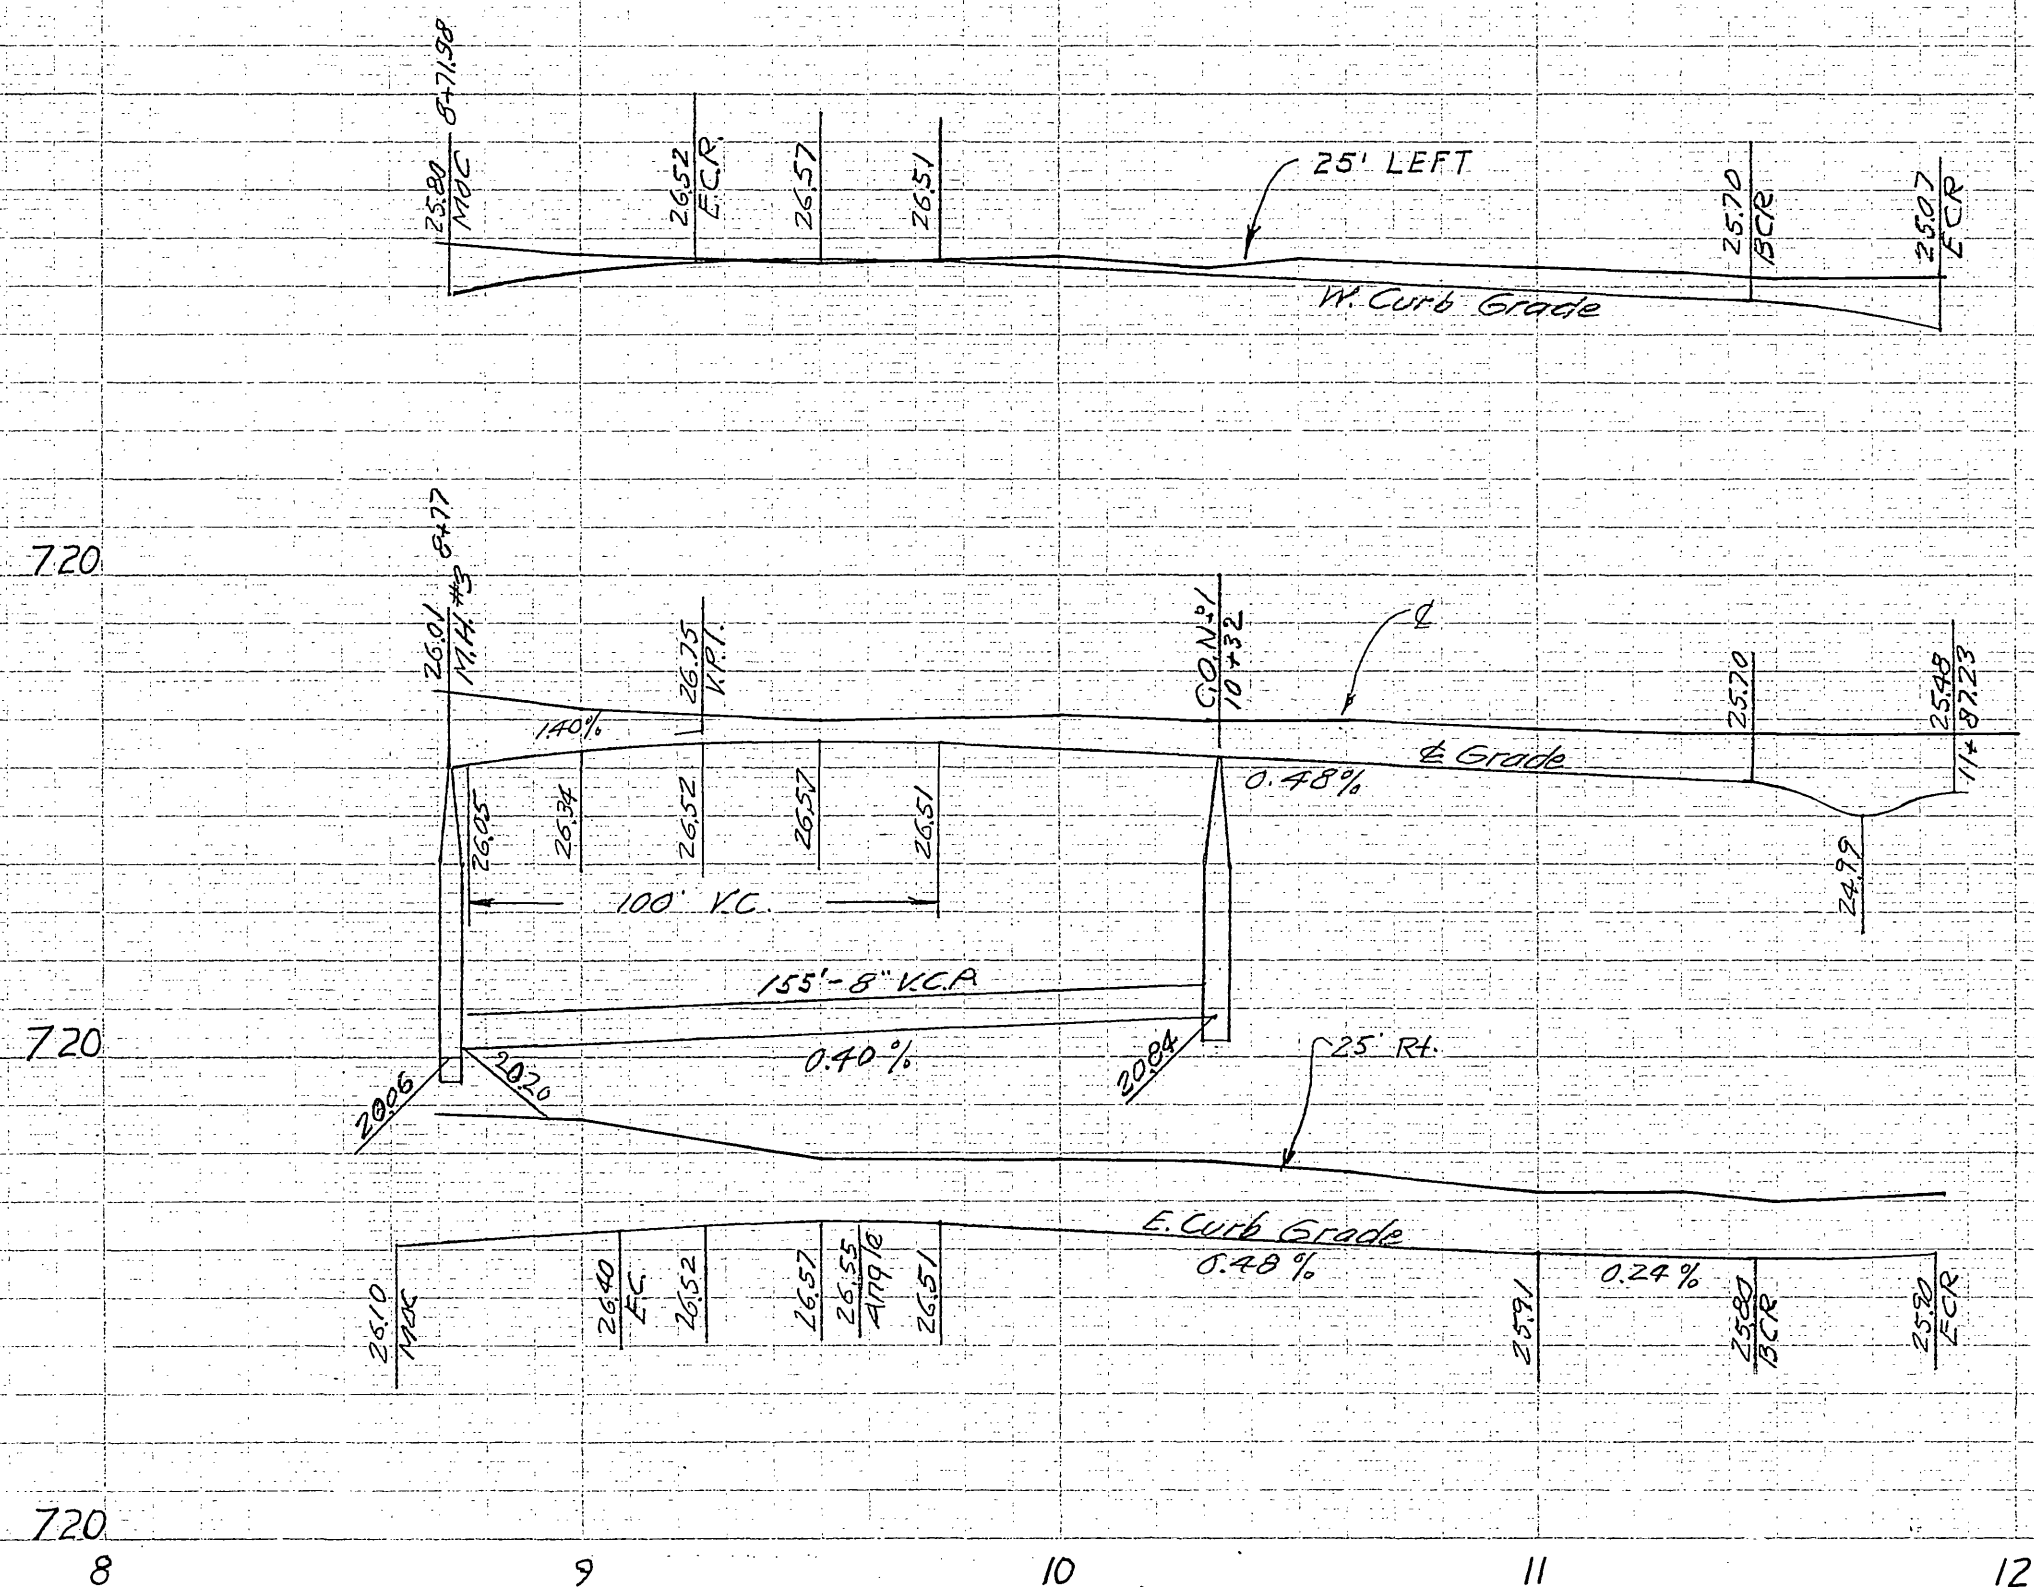 25.80 8+71.98
MOC
26.52
E.C.R.
26.57
26.51
25' LEFT
25.70
BCR
25.07
ECR
W. Curb Grade
720
26.01 8+77
M.H. #3
26.75
V.P.I.
C.O. No 1
10+32
℄
25.70
25.48
11+87.23
1.40%
℄ Grade
0.48%
26.05
26.34
26.52
26.57
26.51
24.99
100' V.C.
155'-8" V.C.P.
720
0.40%
20.06
20.20
20.84
25' Rt.
E. Curb Grade
0.48%
0.24%
26.10
MOC
26.40
E.C.
26.52
26.57
26.55
Angle
26.51
25.91
25.80
BCR
25.90
ECR
720
8 9 10 11 12